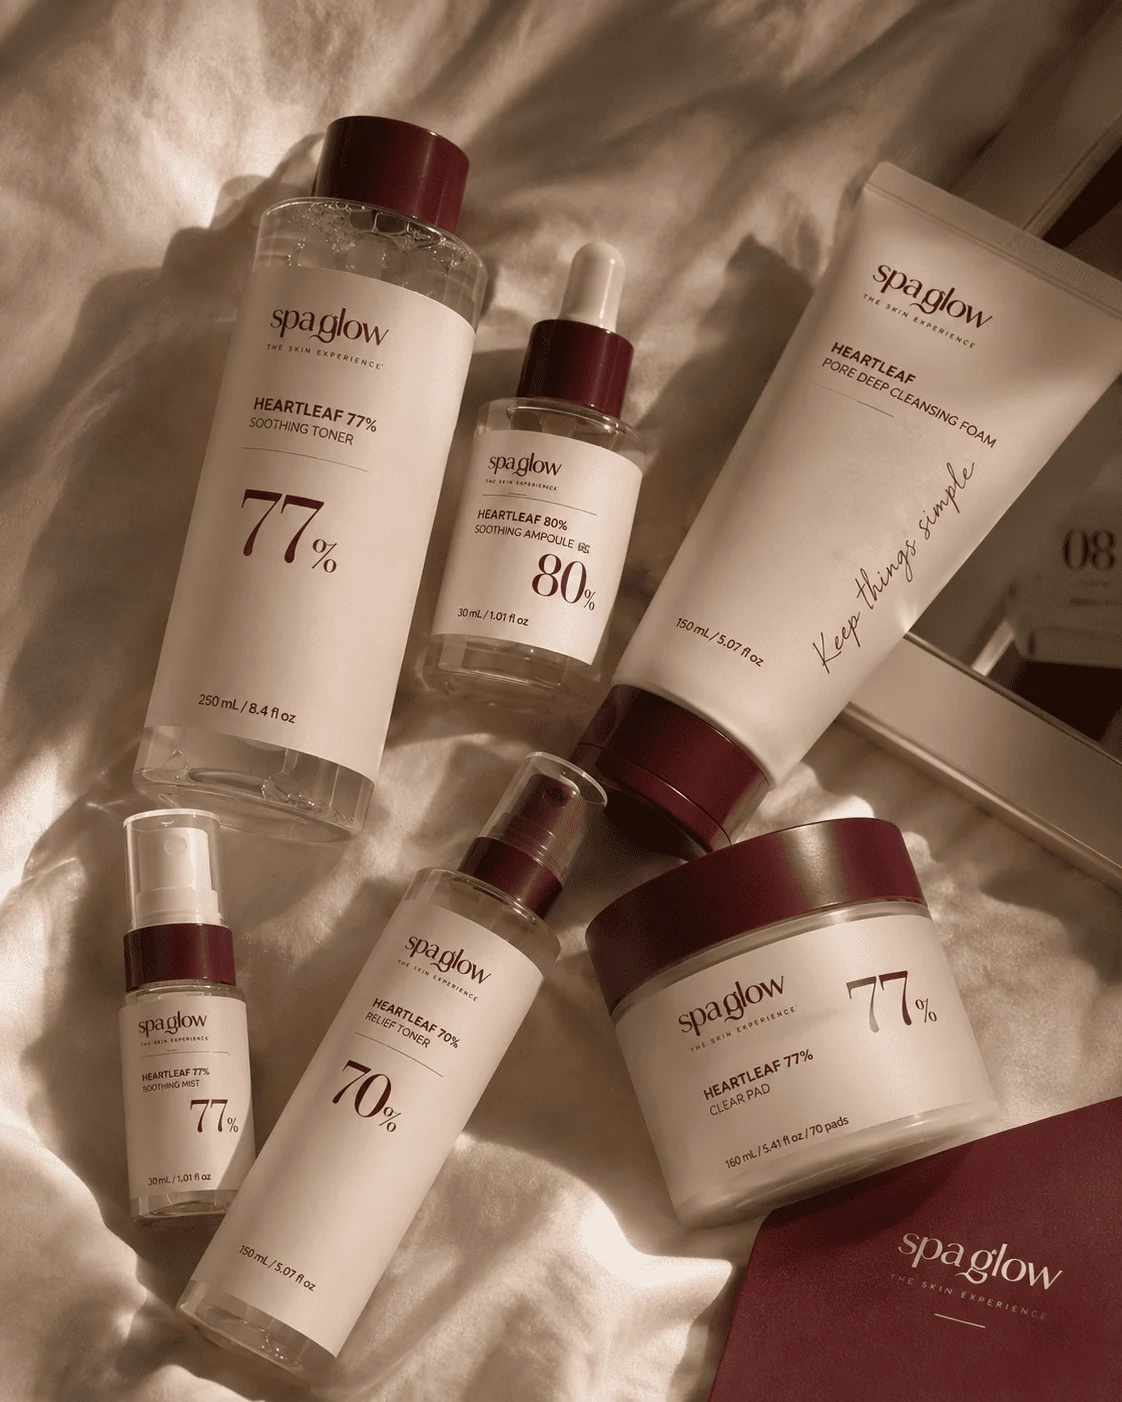 spa glow
THE SKIN EXPERIENCE
HEARTLEAF 77%
SOOTHING TONER
77%
250 mL / 8.4 fl oz
spa glow
THE SKIN EXPERIENCE
HEARTLEAF 80%
SOOTHING AMPOULE
80%
30 mL / 1.01 fl oz
spa glow
THE SKIN EXPERIENCE
HEARTLEAF
PORE DEEP CLEANSING FOAM
Keep things simple
150 mL / 5.07 fl oz
08
spa glow
THE SKIN EXPERIENCE
HEARTLEAF 77%
SOOTHING MIST
77%
30 mL / 1.01 fl oz
spa glow
THE SKIN EXPERIENCE
HEARTLEAF 70%
RELIEF TONER
70%
150 mL / 5.07 fl oz
spa glow
THE SKIN EXPERIENCE
77%
HEARTLEAF 77%
CLEAR PAD
160 mL / 5.41 fl oz / 70 pads
spa glow
THE SKIN EXPERIENCE